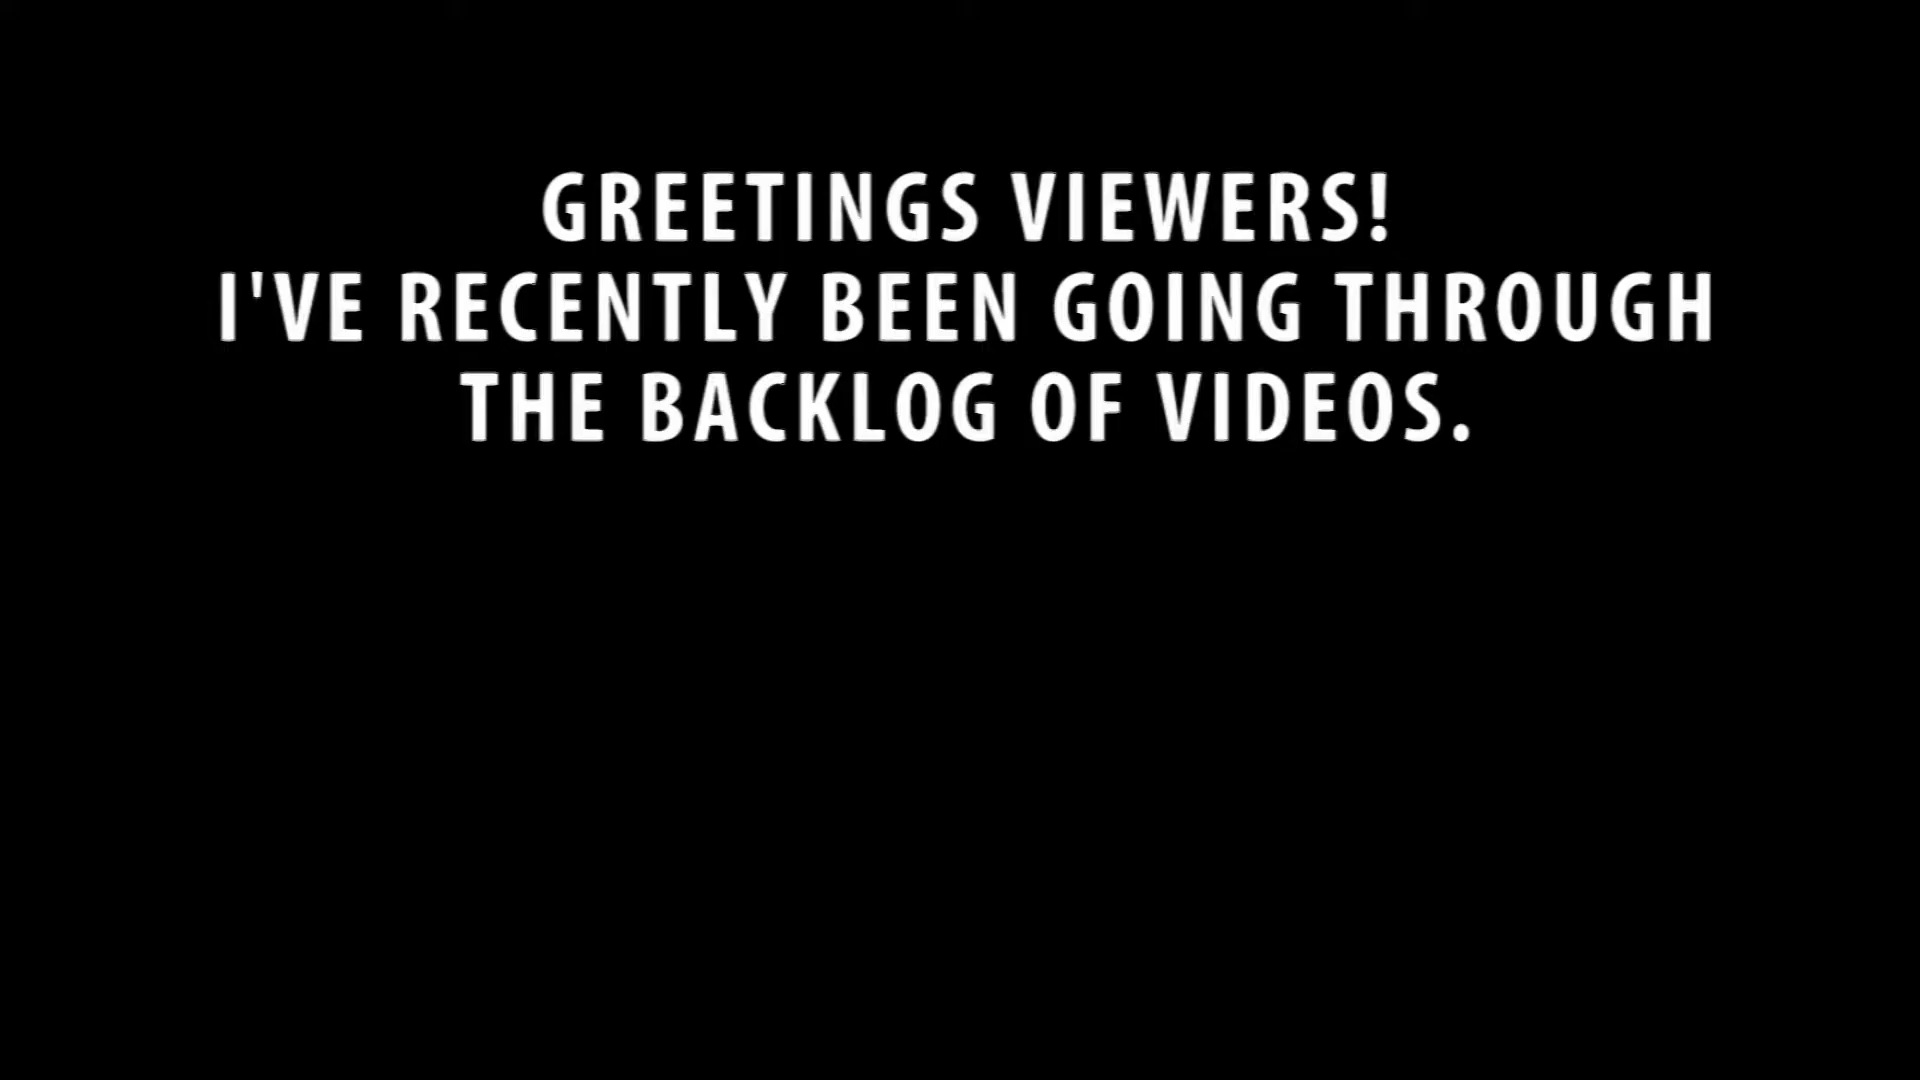 GREETINGS VIEWERS!
I'VE RECENTLY BEEN GOING THROUGH
THE BACKLOG OF VIDEOS.